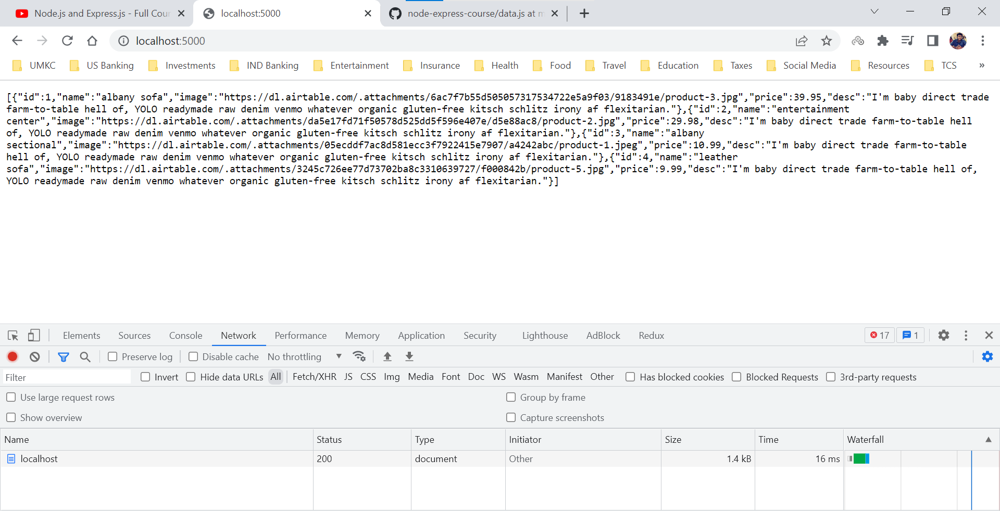 Node.js and Express.js - Full Cour
localhost:5000
node-express-course/data.js at m
localhost:5000
UMKC US Banking Investments IND Banking Entertainment Insurance Health Food Travel Education Taxes Social Media Resources TCS »
[{"id":1,"name":"albany sofa","image":"https://dl.airtable.com/.attachments/6ac7f7b55d505057317534722e5a9f03/9183491e/product-3.jpg","price":39.95,"desc":"I'm baby direct trade
farm-to-table hell of, YOLO readymade raw denim venmo whatever organic gluten-free kitsch schlitz irony af flexitarian."},{"id":2,"name":"entertainment
center","image":"https://dl.airtable.com/.attachments/da5e17fd71f50578d525dd5f596e407e/d5e88ac8/product-2.jpg","price":29.98,"desc":"I'm baby direct trade farm-to-table hell
of, YOLO readymade raw denim venmo whatever organic gluten-free kitsch schlitz irony af flexitarian."},{"id":3,"name":"albany
sectional","image":"https://dl.airtable.com/.attachments/05ecddf7ac8d581ecc3f7922415e7907/a4242abc/product-1.jpeg","price":10.99,"desc":"I'm baby direct trade farm-to-table
hell of, YOLO readymade raw denim venmo whatever organic gluten-free kitsch schlitz irony af flexitarian."},{"id":4,"name":"leather
sofa","image":"https://dl.airtable.com/.attachments/3245c726ee77d73702ba8c3310639727/f000842b/product-5.jpg","price":9.99,"desc":"I'm baby direct trade farm-to-table hell of,
YOLO readymade raw denim venmo whatever organic gluten-free kitsch schlitz irony af flexitarian."}]
Elements Sources Console Network Performance Memory Application Security Lighthouse AdBlock Redux 17 1
Preserve log Disable cache No throttling
Filter Invert Hide data URLs All Fetch/XHR JS CSS Img Media Font Doc WS Wasm Manifest Other Has blocked cookies Blocked Requests 3rd-party requests
Use large request rows Group by frame
Show overview Capture screenshots
Name Status Type Initiator Size Time Waterfall
localhost 200 document Other 1.4 kB 16 ms